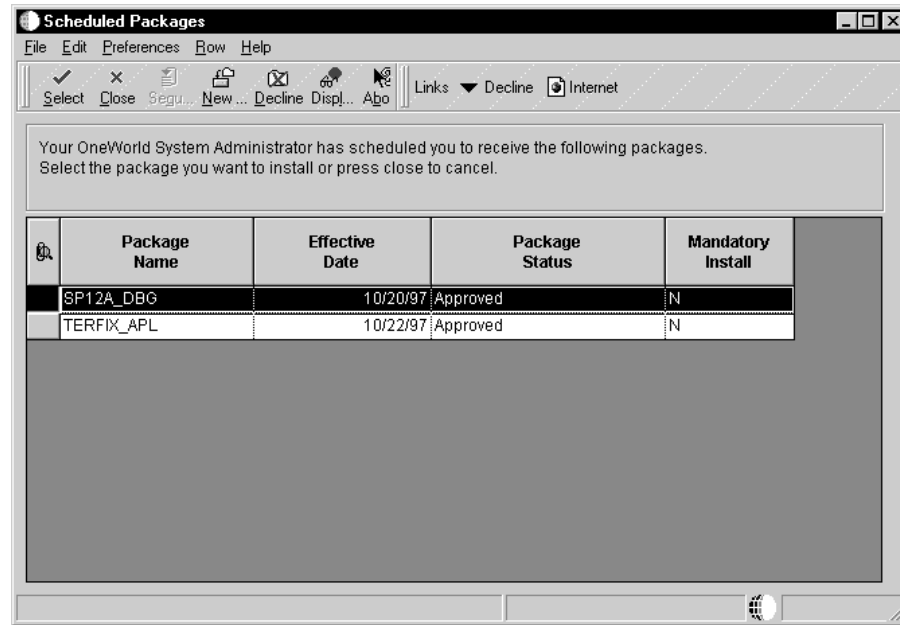 Scheduled Packages
File Edit Preferences Row Help
Select Close Segu... New ... Decline Displ... Abo Links Decline Internet
Your OneWorld System Administrator has scheduled you to receive the following packages.
Select the package you want to install or press close to cancel.
Package Name Effective Date Package Status Mandatory Install
SP12A_DBG 10/20/97 Approved N
TERFIX_APL 10/22/97 Approved N